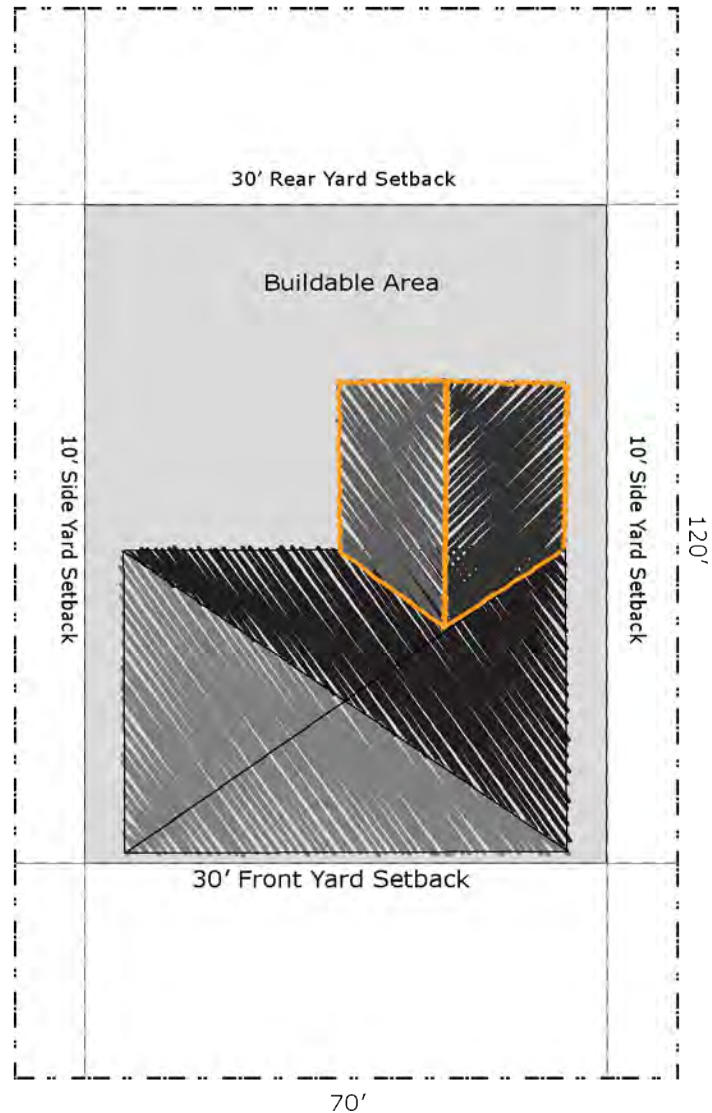 30' Rear Yard Setback
Buildable Area
10' Side Yard Setback
10' Side Yard Setback
120'
30' Front Yard Setback
70'